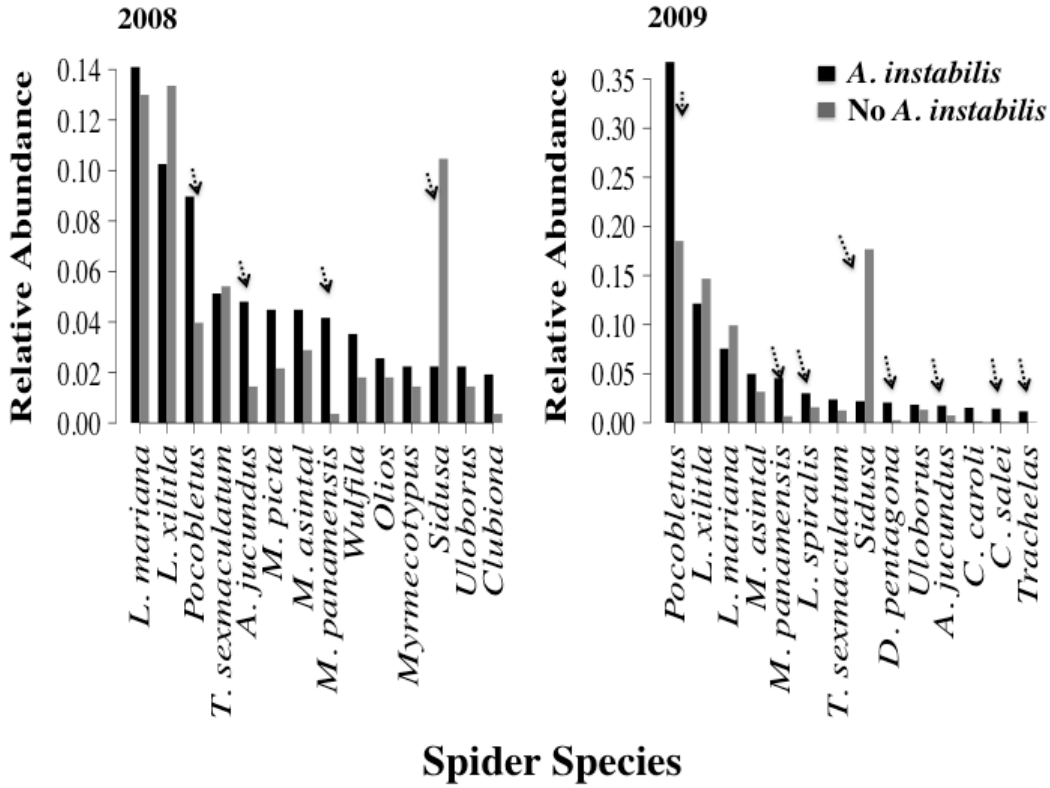 2008
Relative Abundance
0.14
0.12
0.10
0.08
0.06
0.04
0.02
0.00
L. mariana
L. xilitla
Pocobletus
T. sexmaculatum
A. jucundus
M. picta
M. asintal
M. panamensis
Wulfila
Olios
Myrmecotypus
Sidusa
Uloborus
Clubiona
2009
Relative Abundance
0.35
0.30
0.25
0.20
0.15
0.10
0.05
0.00
A. instabilis
No A. instabilis
Pocobletus
L. xilitla
L. mariana
M. asintal
M. panamensis
L. spiralis
T. sexmaculatum
Sidusa
D. pentagona
Uloborus
A. jucundus
C. caroli
C. salei
Trachelas
Spider Species